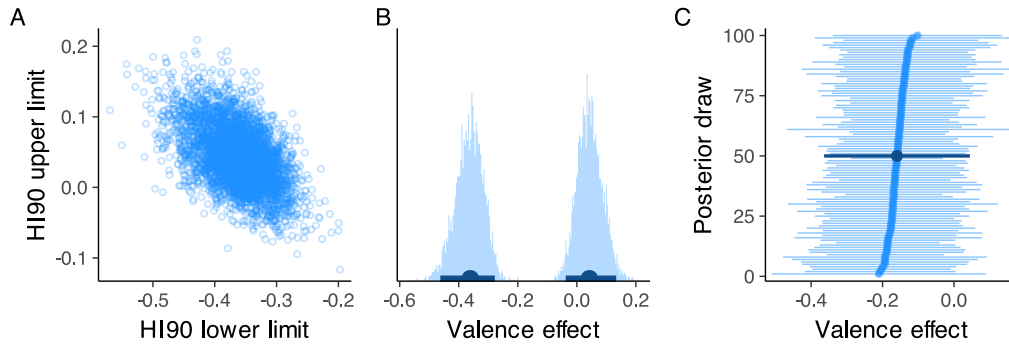 A
HI90 upper limit
0.2
0.1
0.0
-0.1
-0.5
-0.4
-0.3
-0.2
HI90 lower limit
B
-0.6
-0.4
-0.2
0.0
0.2
Valence effect
C
Posterior draw
100
75
50
25
0
-0.4
-0.2
0.0
Valence effect